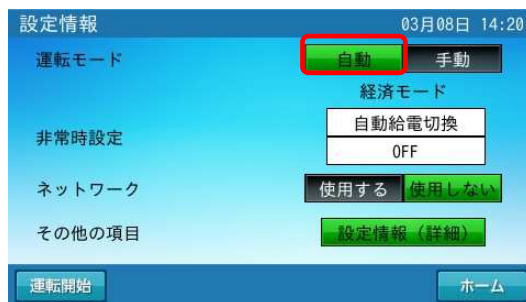 設定情報 03月08日 14:20
運転モード 自動 手動
経済モード
非常時設定 自動給電切換
OFF
ネットワーク 使用する 使用しない
その他の項目 設定情報（詳細）
運転開始 ホーム